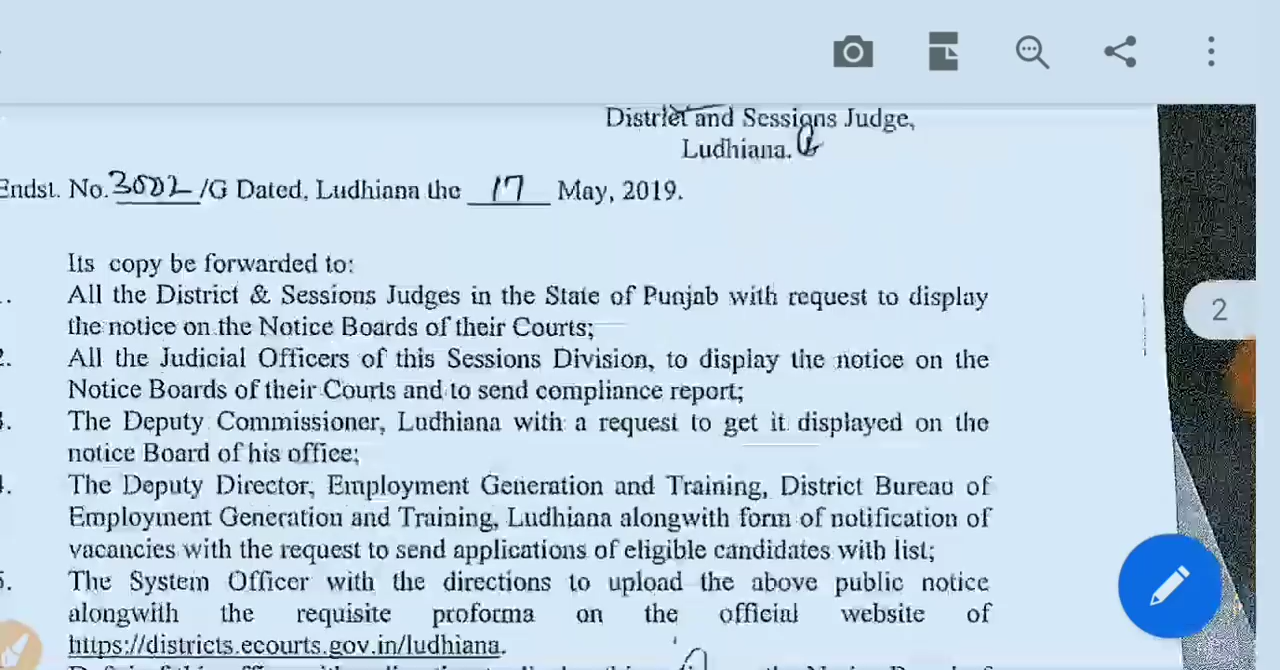 District and Sessions Judge,
Ludhiana.
Endst. No. 3002 /G Dated, Ludhiana the 17 May, 2019.
Its copy be forwarded to:
All the District & Sessions Judges in the State of Punjab with request to display
the notice on the Notice Boards of their Courts;
2. All the Judicial Officers of this Sessions Division, to display the notice on the
Notice Boards of their Courts and to send compliance report;
The Deputy Commissioner, Ludhiana with a request to get it displayed on the
notice Board of his office;
The Deputy Director, Employment Generation and Training, District Bureau of
Employment Generation and Training, Ludhiana alongwith form of notification of
vacancies with the request to send applications of eligible candidates with list;
5. The System Officer with the directions to upload the above public notice
alongwith the requisite proforma on the official website of
https://districts.ecourts.gov.in/ludhiana.
2